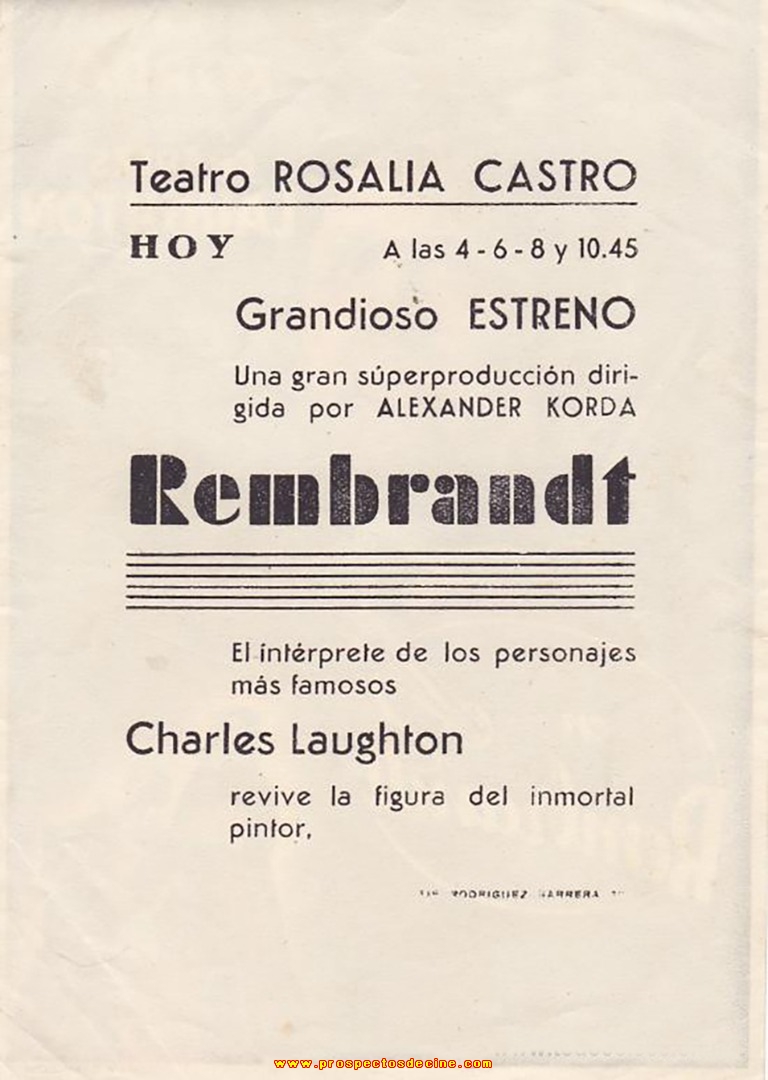 Teatro ROSALIA CASTRO
HOY A las 4 - 6 - 8 y 10.45
Grandioso ESTRENO
Una gran súperproducción diri-
gida por ALEXANDER KORDA
Rembrandt
El intérprete de los personajes
más famosos
Charles Laughton
revive la figura del inmortal
pintor,
RODRIGUEZ BARRERA
www.prospectosdecine.com